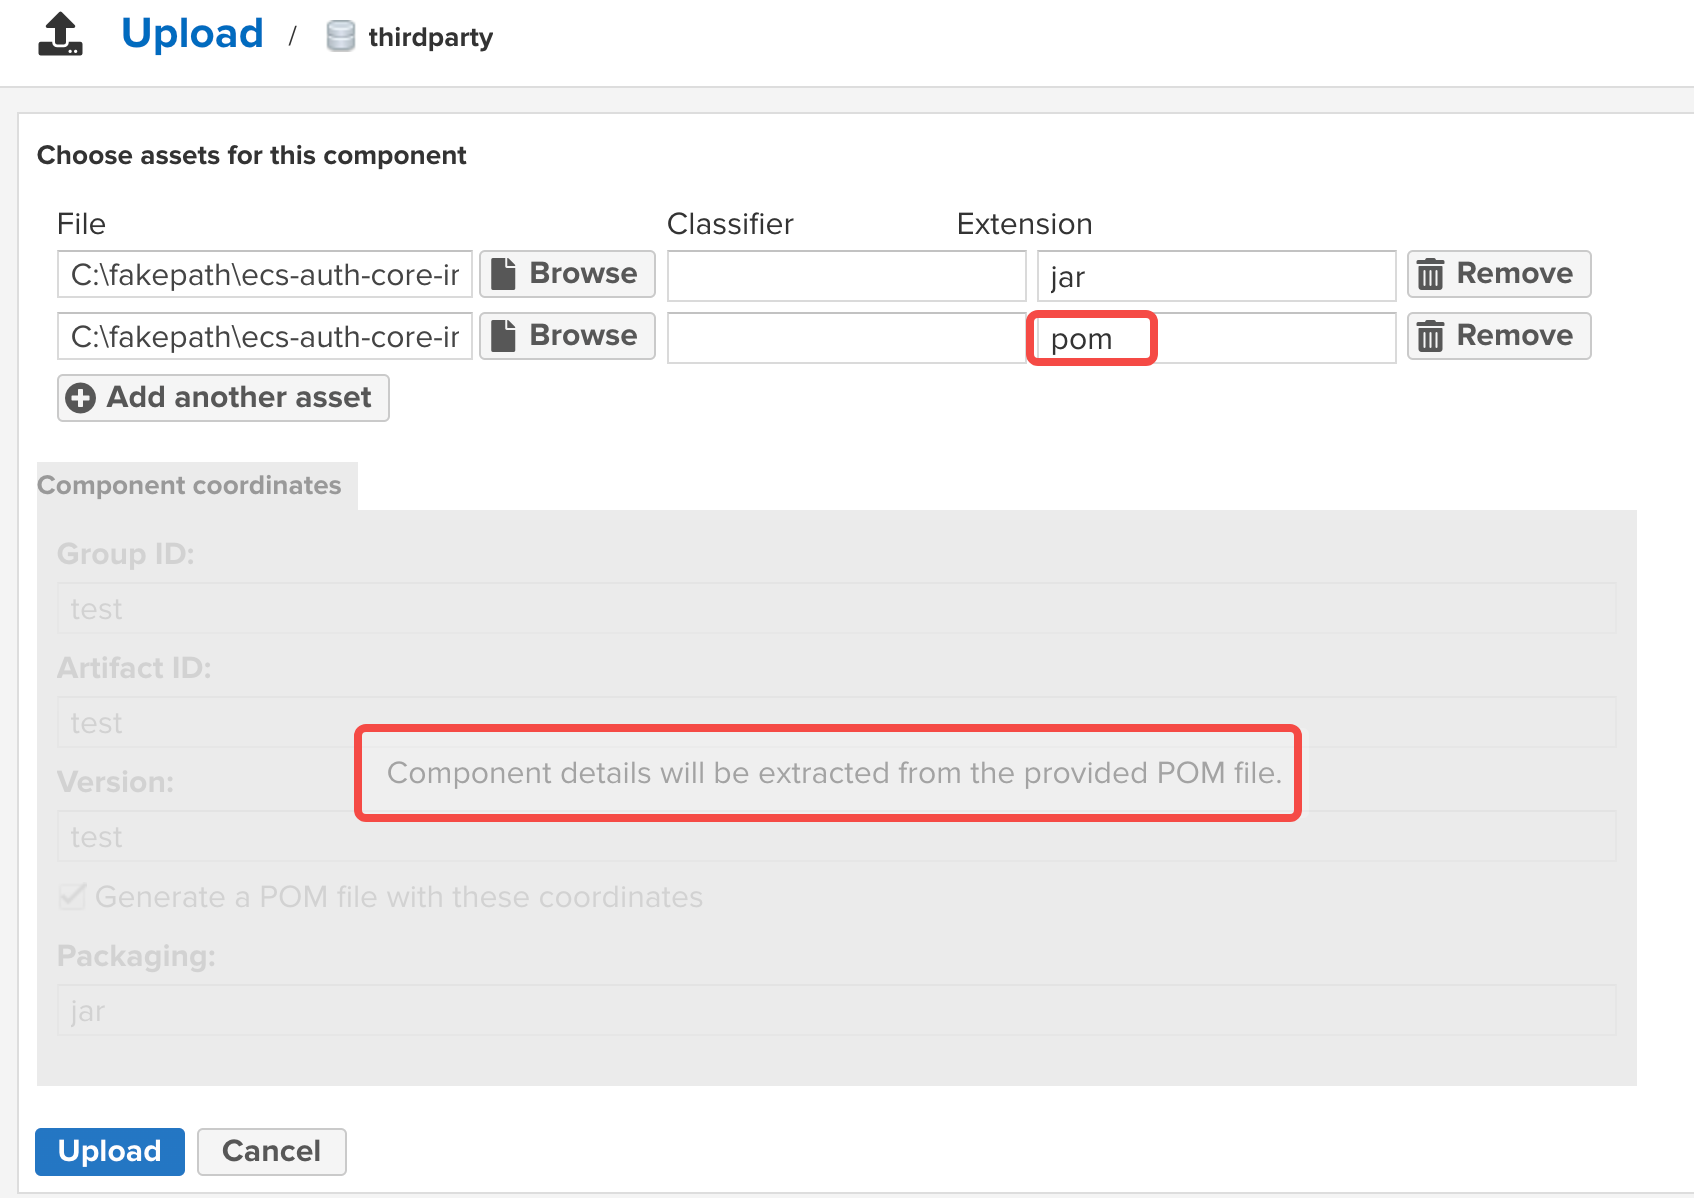 Upload / thirdparty
Choose assets for this component
File Classifier Extension
C:\fakepath\ecs-auth-core-ir Browse jar Remove
C:\fakepath\ecs-auth-core-ir Browse pom Remove
Add another asset
Component coordinates
Group ID:
test
Artifact ID:
test
Component details will be extracted from the provided POM file.
Version:
test
Generate a POM file with these coordinates
Packaging:
jar
Upload Cancel